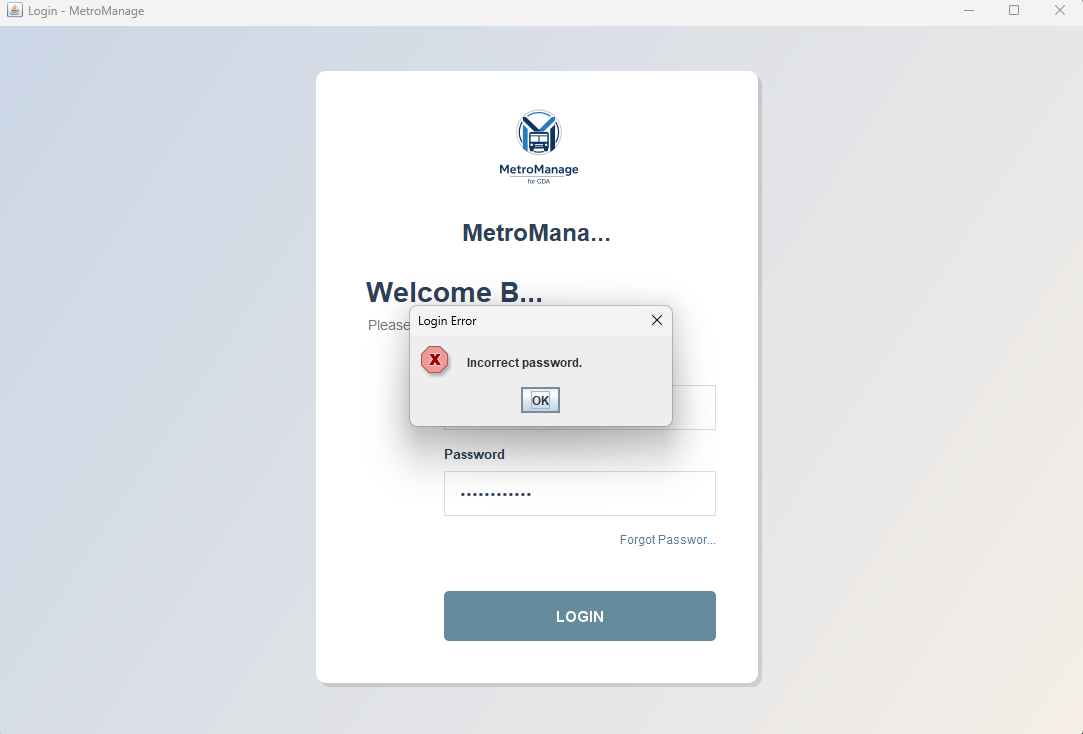 Login - MetroManage
MetroManage
for CDA
MetroMana...
Welcome B...
Please
Login Error
X
Incorrect password.
OK
Password
Forgot Passwor...
LOGIN